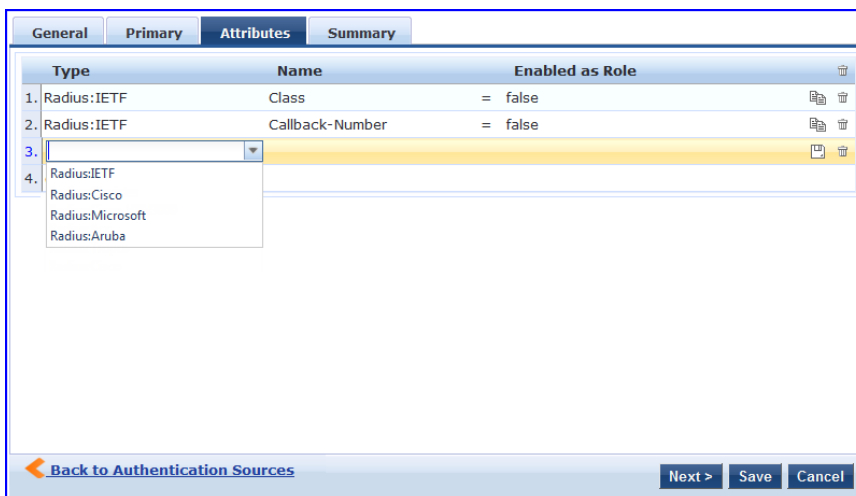 General Primary Attributes Summary
Type Name Enabled as Role
1. Radius:IETF Class = false
2. Radius:IETF Callback-Number = false
3.
4.
Radius:IETF
Radius:Cisco
Radius:Microsoft
Radius:Aruba
Back to Authentication Sources Next > Save Cancel